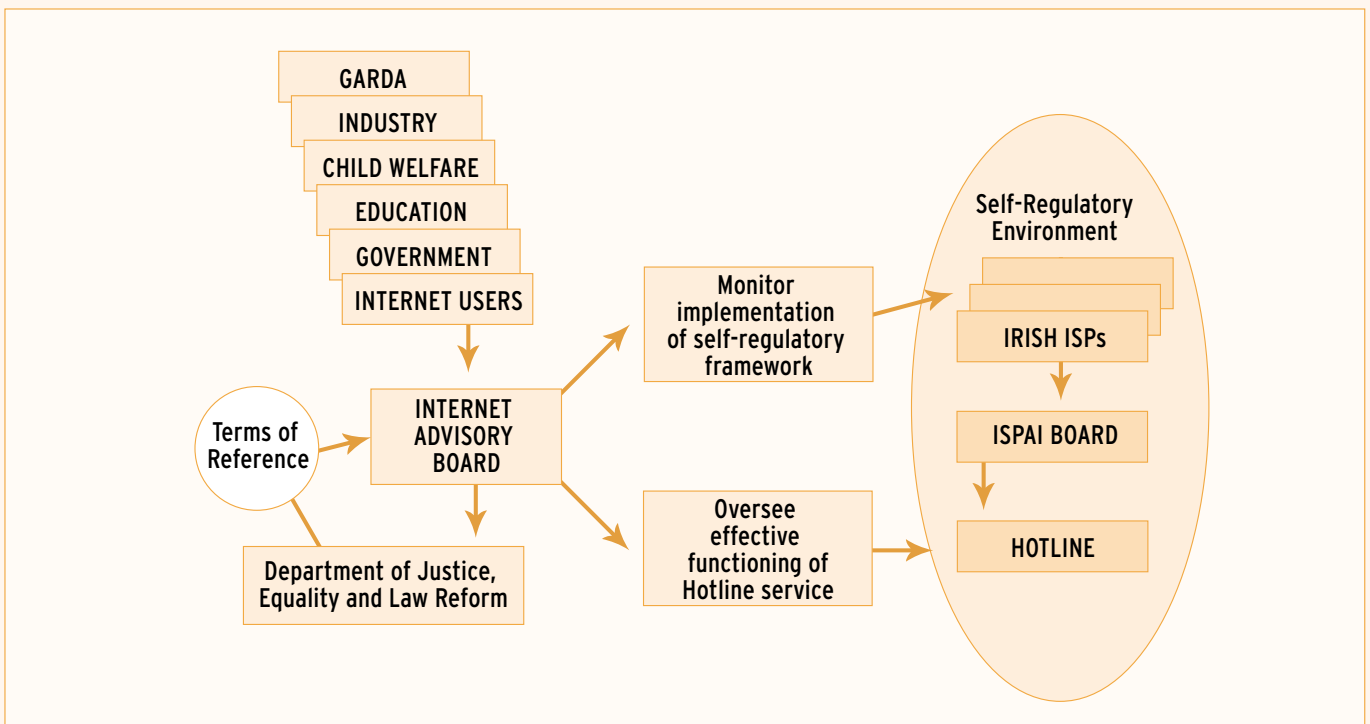 GARDA
INDUSTRY
CHILD WELFARE
EDUCATION
GOVERNMENT
INTERNET USERS
Terms of
Reference
INTERNET
ADVISORY
BOARD
Department of Justice,
Equality and Law Reform
Monitor
implementation
of self-regulatory
framework
Oversee
effective
functioning of
Hotline service
Self-Regulatory
Environment
IRISH ISPs
ISPAI BOARD
HOTLINE